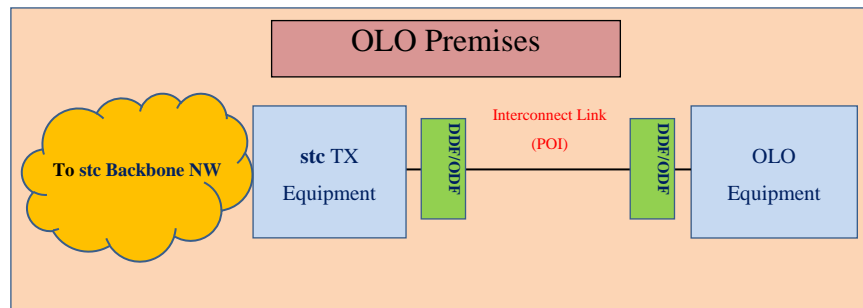 OLO Premises
To stc Backbone NW
stc TX
Equipment
DDF/ODF
Interconnect Link
(POI)
DDF/ODF
OLO
Equipment